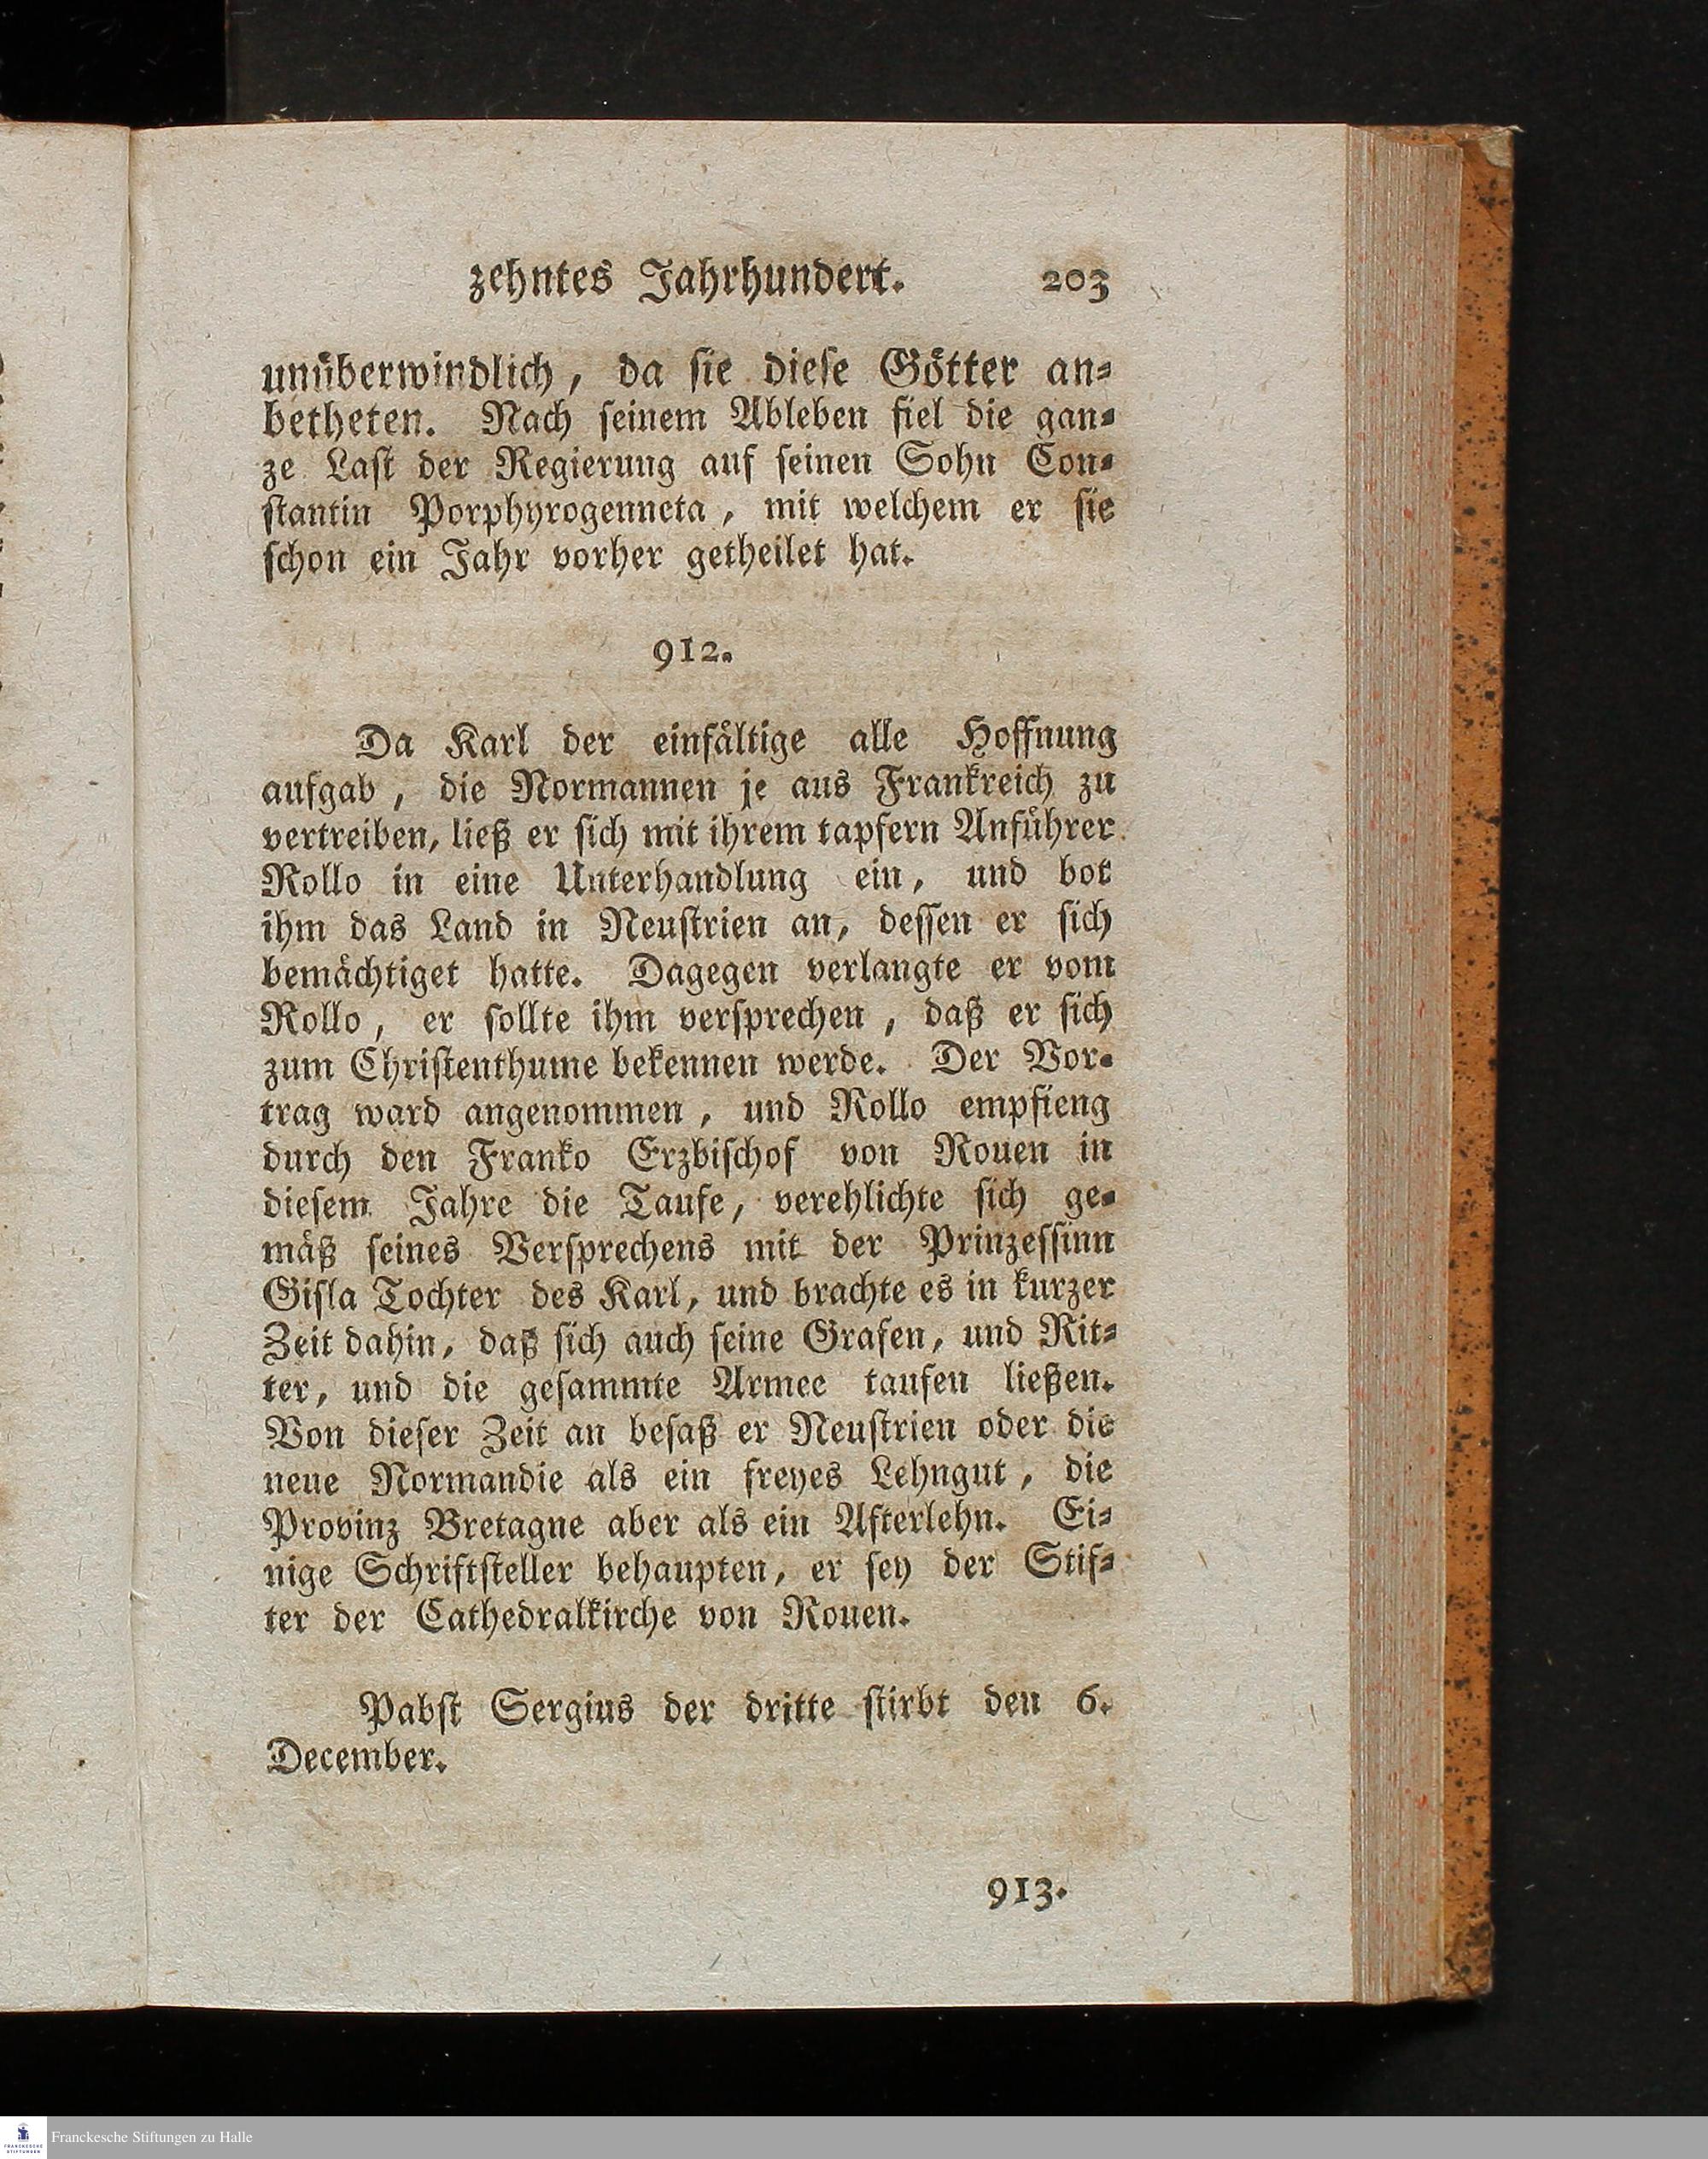 zehntes Jahrhundert. 203
unüberwindlich, da sie diese Götter an-
betheten. Nach seinem Ableben fiel die gan-
ze Last der Regierung auf seinen Sohn Con-
stantin Porphyrogenneta, mit welchem er sie
schon ein Jahr vorher getheilet hat.
912.
Da Karl der einfältige alle Hoffnung
aufgab, die Normannen je aus Frankreich zu
vertreiben, ließ er sich mit ihrem tapfern Anführer
Rollo in eine Unterhandlung ein, und bot
ihm das Land in Neustrien an, dessen er sich
bemächtiget hatte. Dagegen verlangte er vom
Rollo, er sollte ihm versprechen, daß er sich
zum Christenthume bekennen werde. Der Vor-
trag ward angenommen, und Rollo empfieng
durch den Franko Erzbischof von Rouen in
diesem Jahre die Taufe, verehlichte sich ge-
mäß seines Versprechens mit der Prinzessinn
Gisla Tochter des Karl, und brachte es in kurzer
Zeit dahin, daß sich auch seine Grafen, und Rit-
ter, und die gesammte Armee taufen ließen.
Von dieser Zeit an besaß er Neustrien oder die
neue Normandie als ein freyes Lehngut, die
Provinz Bretagne aber als ein Afterlehn. Ei-
nige Schriftsteller behaupten, er sey der Stif-
ter der Cathedralkirche von Rouen.
Pabst Sergius der dritte stirbt den 6.
December.
913.
FRANCKESCHE
STIFTUNGEN
Franckesche Stiftungen zu Halle